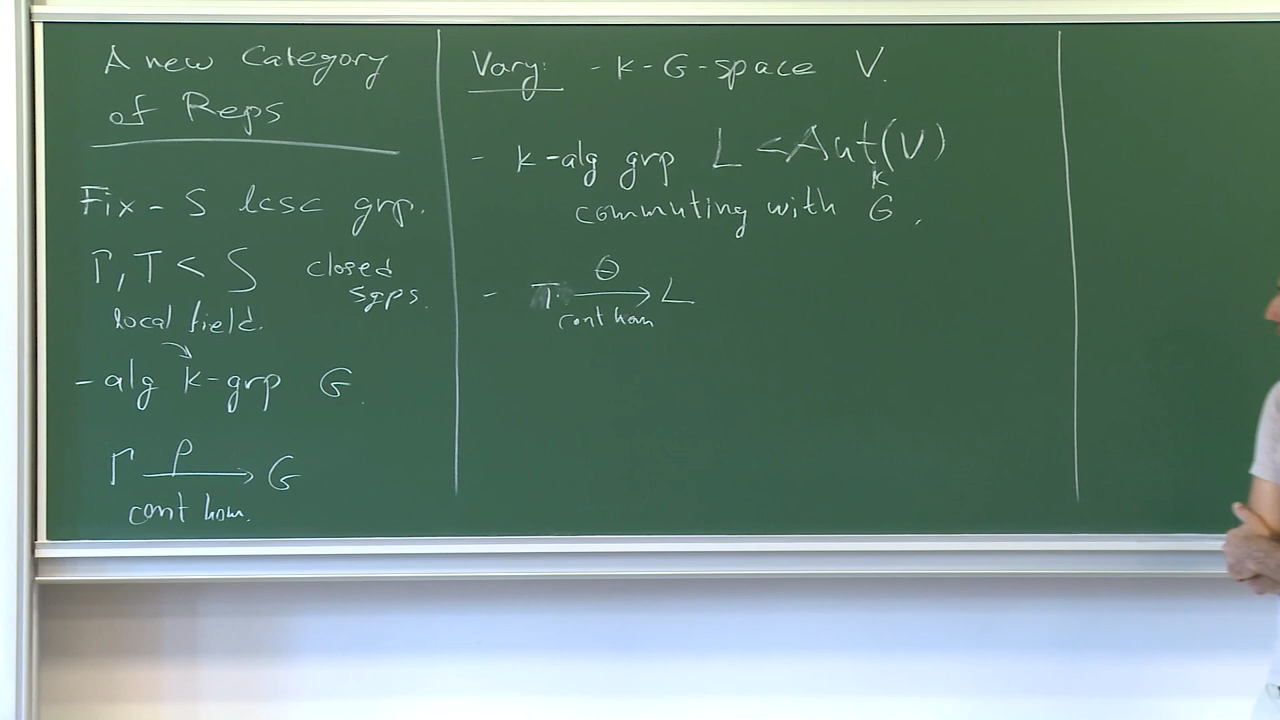 A new Category
of Reps
Fix - S lcsc grp.
Γ, T < S closed
sgps.
local field.
- alg k-grp G
Γ —ρ→ G
cont hom.
Vary: - k-G-space V.
- k-alg grp L < Aut_k(V)
commuting with G.
- T —θ→ L
cont hom